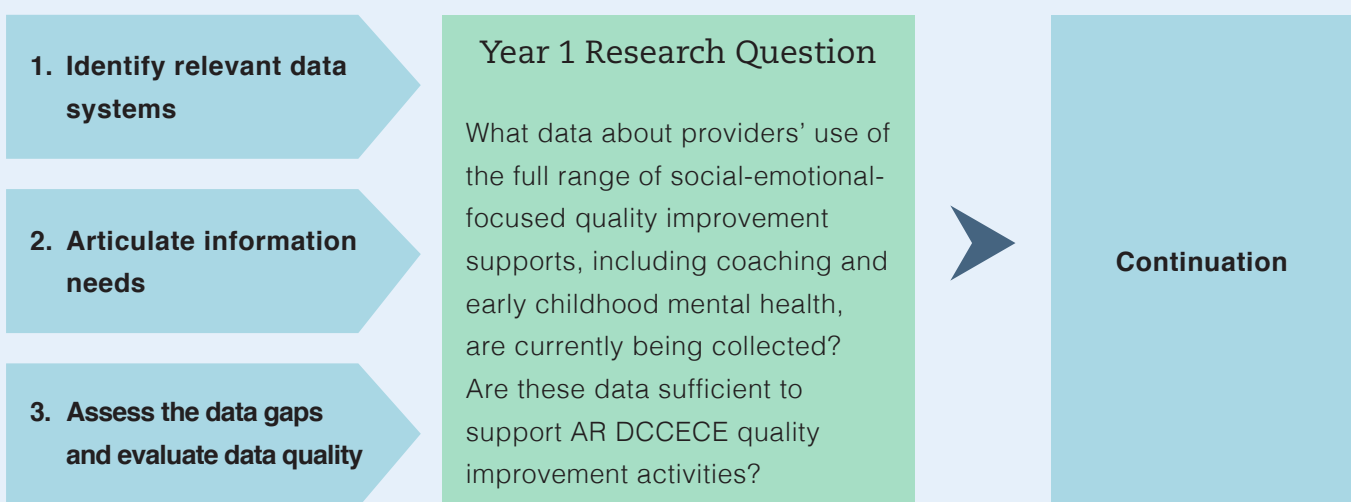 1. Identify relevant data
systems
2. Articulate information
needs
3. Assess the data gaps
and evaluate data quality
Year 1 Research Question
What data about providers’ use of
the full range of social-emotional-
focused quality improvement
supports, including coaching and
early childhood mental health,
are currently being collected?
Are these data sufficient to
support AR DCCECE quality
improvement activities?
Continuation